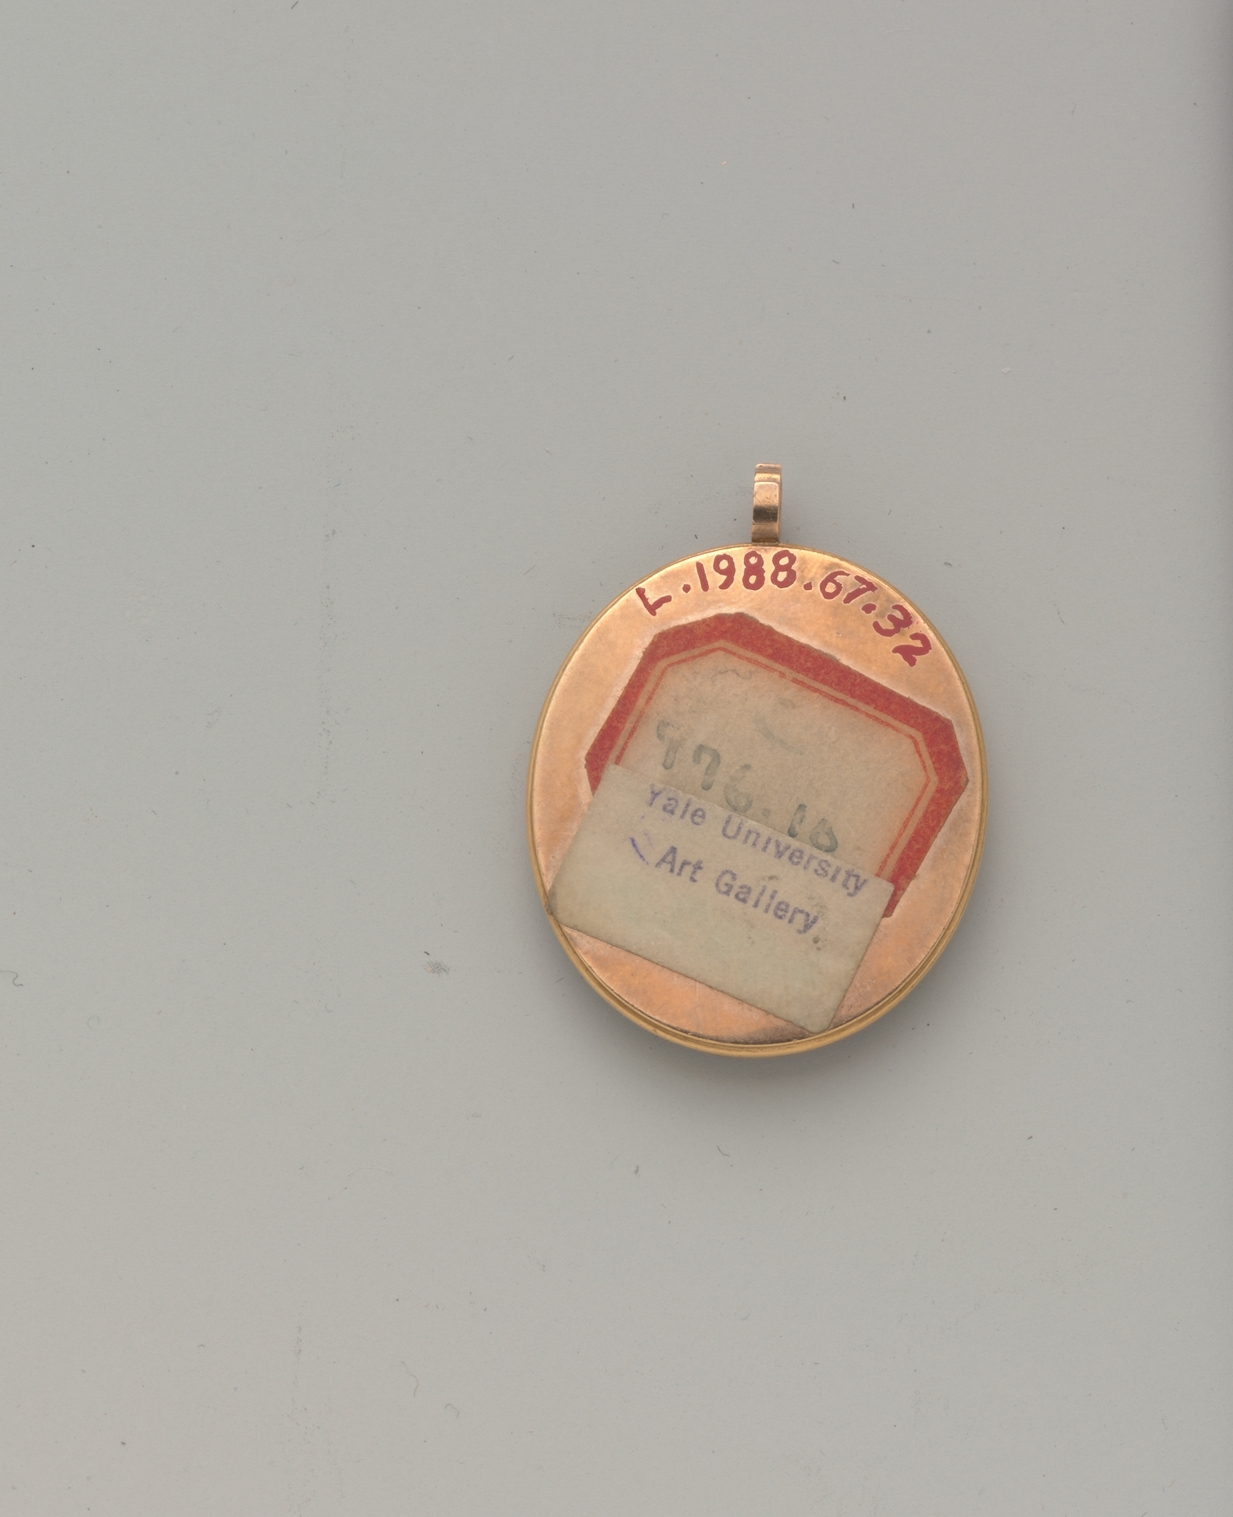 L.1988.67.32
976.10
Yale University
Art Gallery.